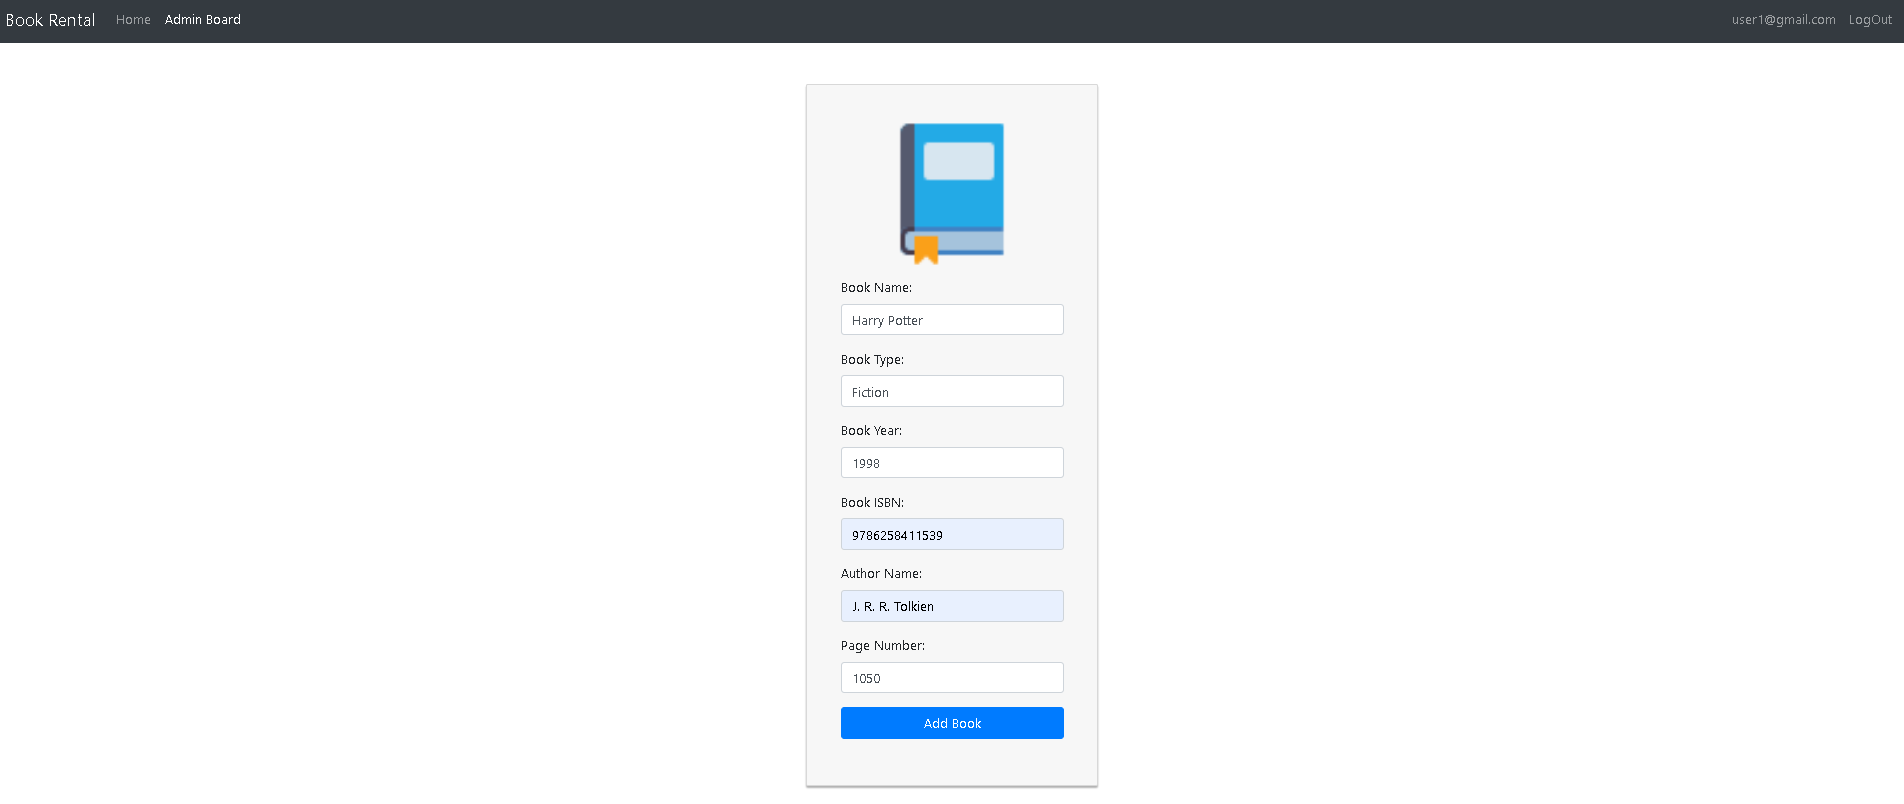 Book Rental Home Admin Board user1@gmail.com LogOut
Book Name:
Harry Potter
Book Type:
Fiction
Book Year:
1998
Book ISBN:
9786258411539
Author Name:
J. R. R. Tolkien
Page Number:
1050
Add Book